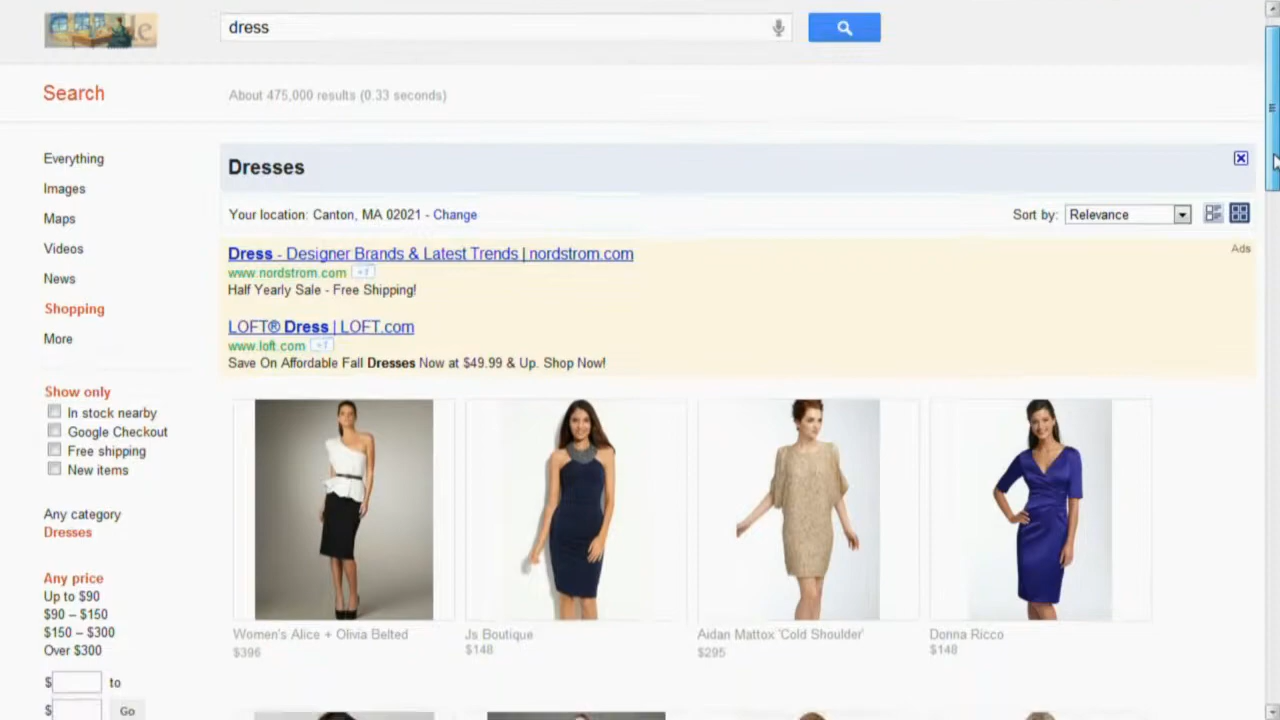 dress
Search
About 475,000 results (0.33 seconds)
Everything
Images
Maps
Videos
News
Shopping
More
Show only
In stock nearby
Google Checkout
Free shipping
New items
Any category
Dresses
Any price
Up to $90
$90 – $150
$150 – $300
Over $300
$ to
$ Go
Dresses
Your location: Canton, MA 02021 - Change
Sort by: Relevance
Ads
Dress - Designer Brands & Latest Trends | nordstrom.com
www.nordstrom.com +1
Half Yearly Sale - Free Shipping!
LOFT® Dress | LOFT.com
www.loft.com +1
Save On Affordable Fall Dresses Now at $49.99 & Up. Shop Now!
Women's Alice + Olivia Belted
$396
Js Boutique
$148
Aidan Mattox 'Cold Shoulder'
$295
Donna Ricco
$148